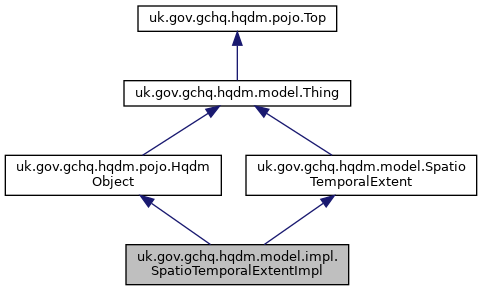 uk.gov.gchq.hqdm.pojo.Top
uk.gov.gchq.hqdm.model.Thing
uk.gov.gchq.hqdm.pojo.Hqdm
Object
uk.gov.gchq.hqdm.model.Spatio
TemporalExtent
uk.gov.gchq.hqdm.model.impl.
SpatioTemporalExtentImpl